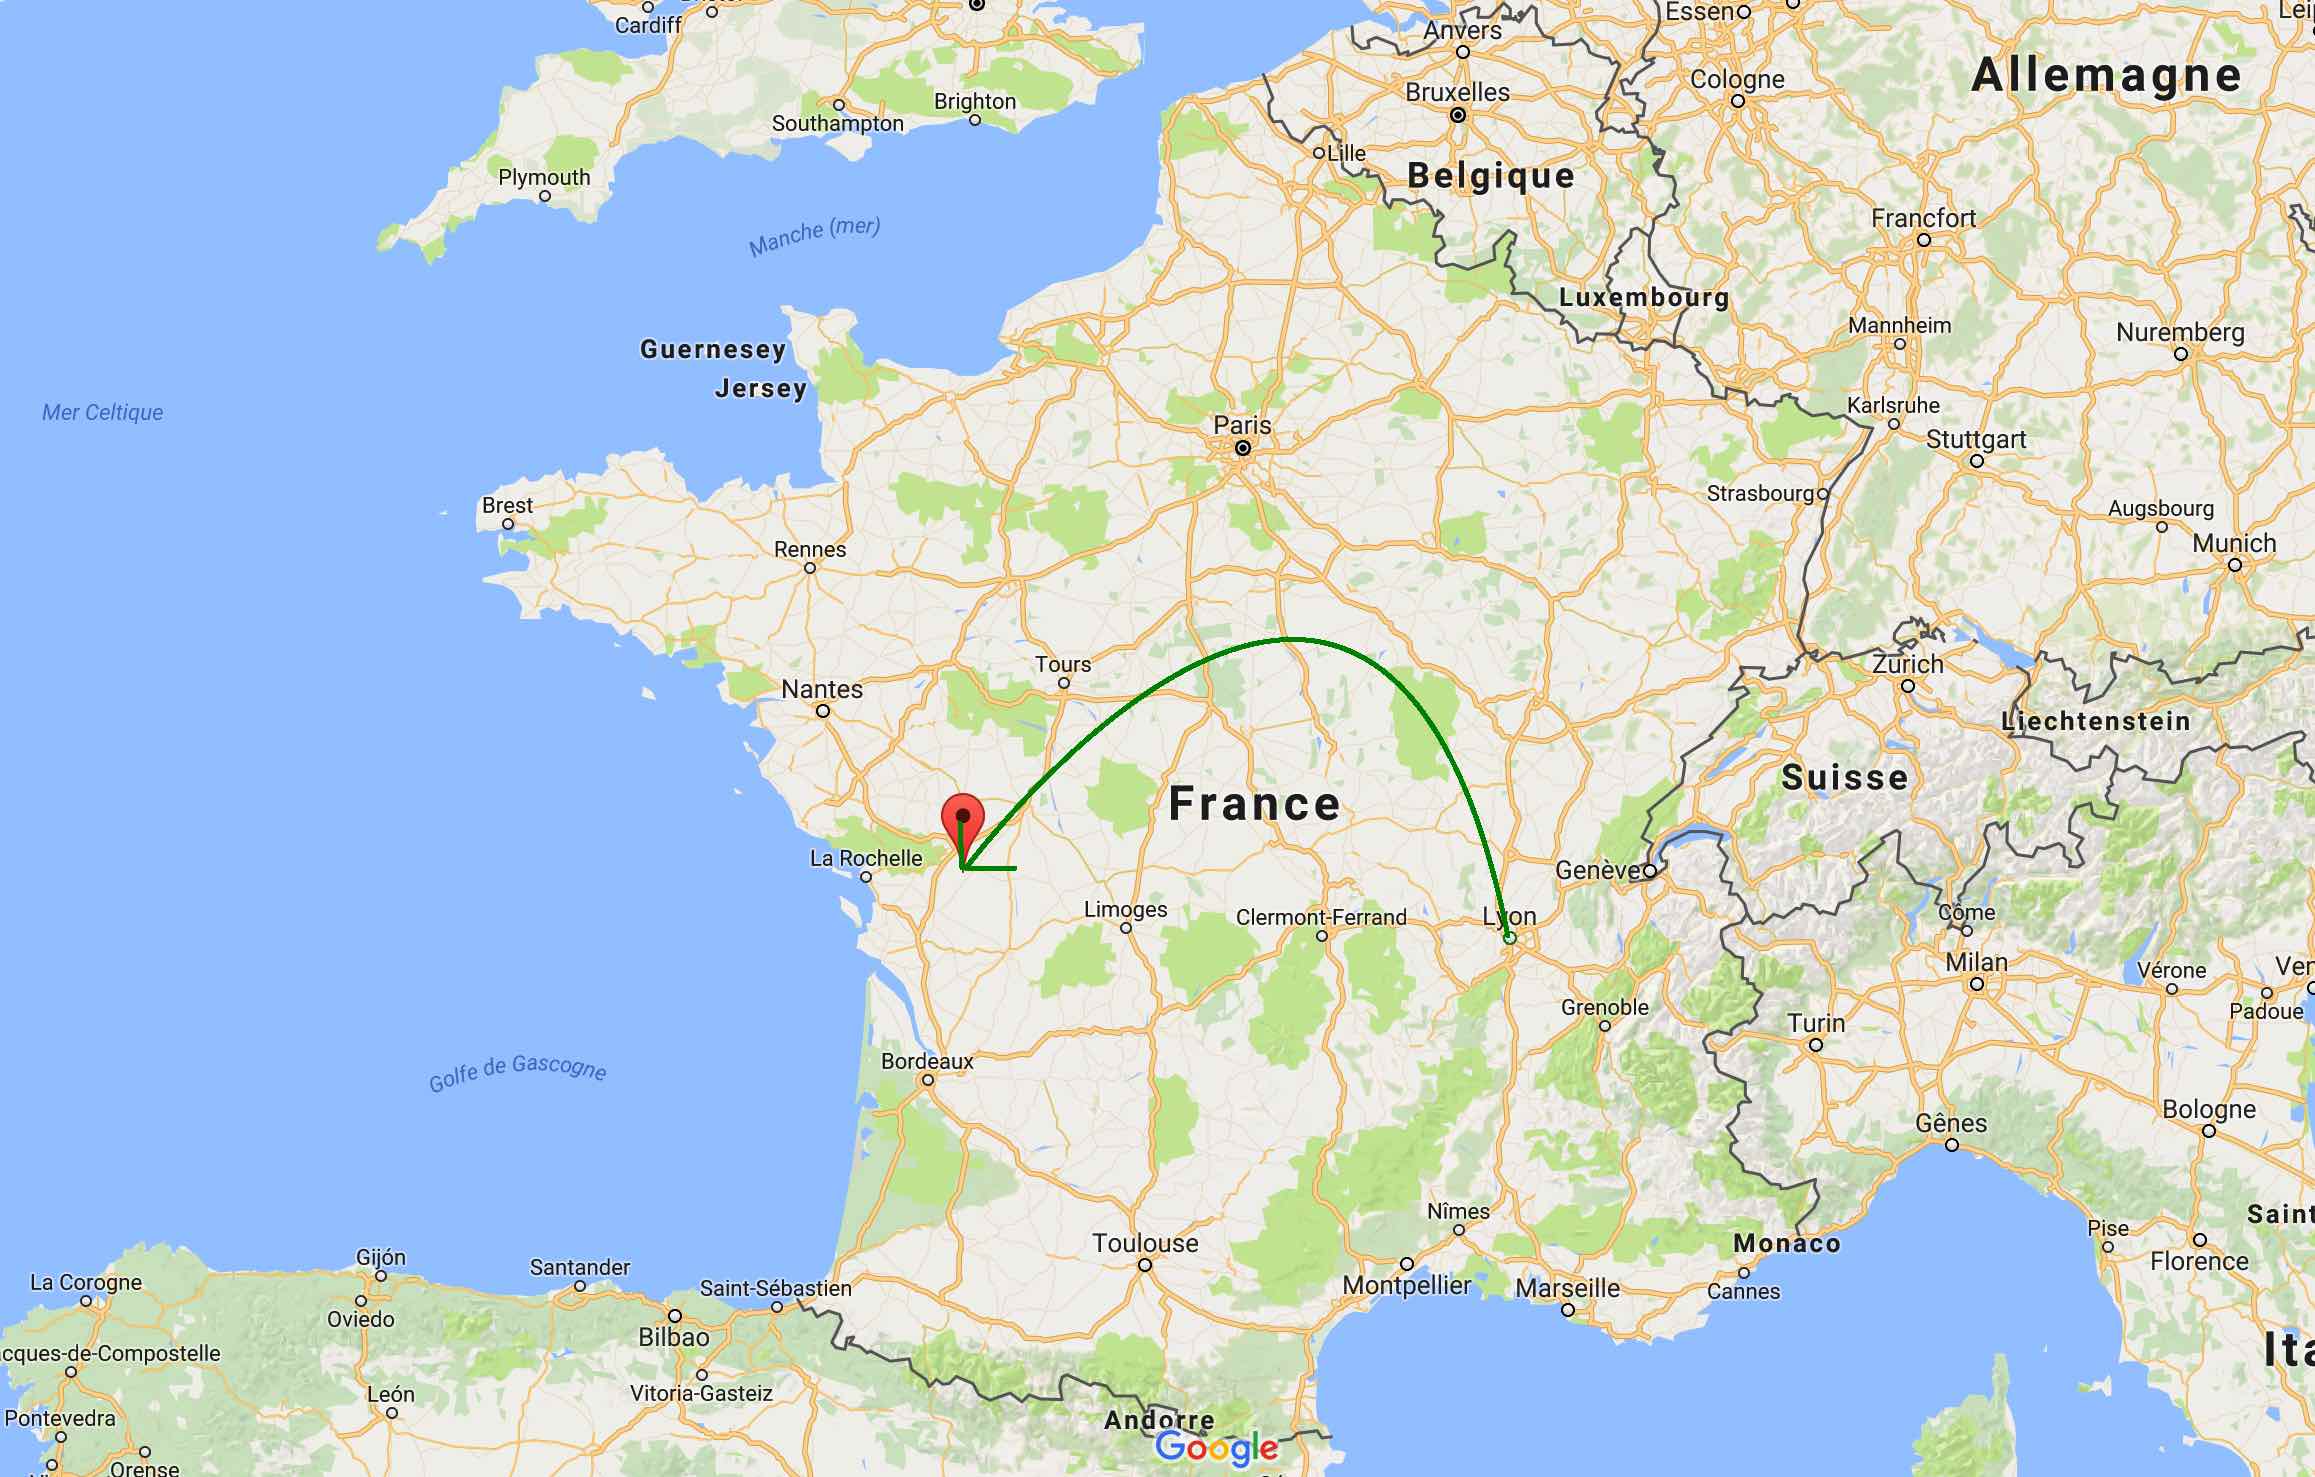 Cardiff
Essen
Anvers
Allemagne
Cologne
Bruxelles
Brighton
Southampton
Lille
Belgique
Plymouth
Francfort
Manche (mer)
Luxembourg
Mannheim
Nuremberg
Guernesey
Jersey
Karlsruhe
Mer Celtique
Paris
Stuttgart
Strasbourg
Brest
Augsbourg
Munich
Rennes
Tours
Zurich
Nantes
Liechtenstein
Suisse
France
La Rochelle
Genève
Limoges
Clermont-Ferrand
Lyon
Côme
Milan
Vérone
Ver
Grenoble
Padoue
Turin
Bordeaux
Golfe de Gascogne
Bologne
Gênes
Nîmes
Saint
Pise
Toulouse
Monaco
Gijón
Florence
Santander
La Corogne
Saint-Sébastien
Montpellier
Marseille
Cannes
Oviedo
Bilbao
cques-de-Compostelle
Ita
León
Vitoria-Gasteiz
Pontevedra
Andorre
Google
Orense